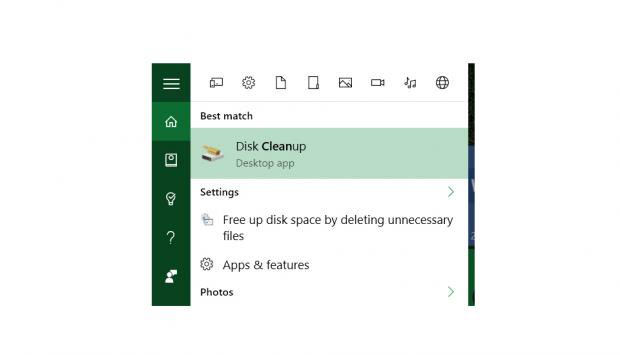 Best match
Disk Cleanup
Desktop app
Settings
Free up disk space by deleting unnecessary
files
Apps & features
Photos